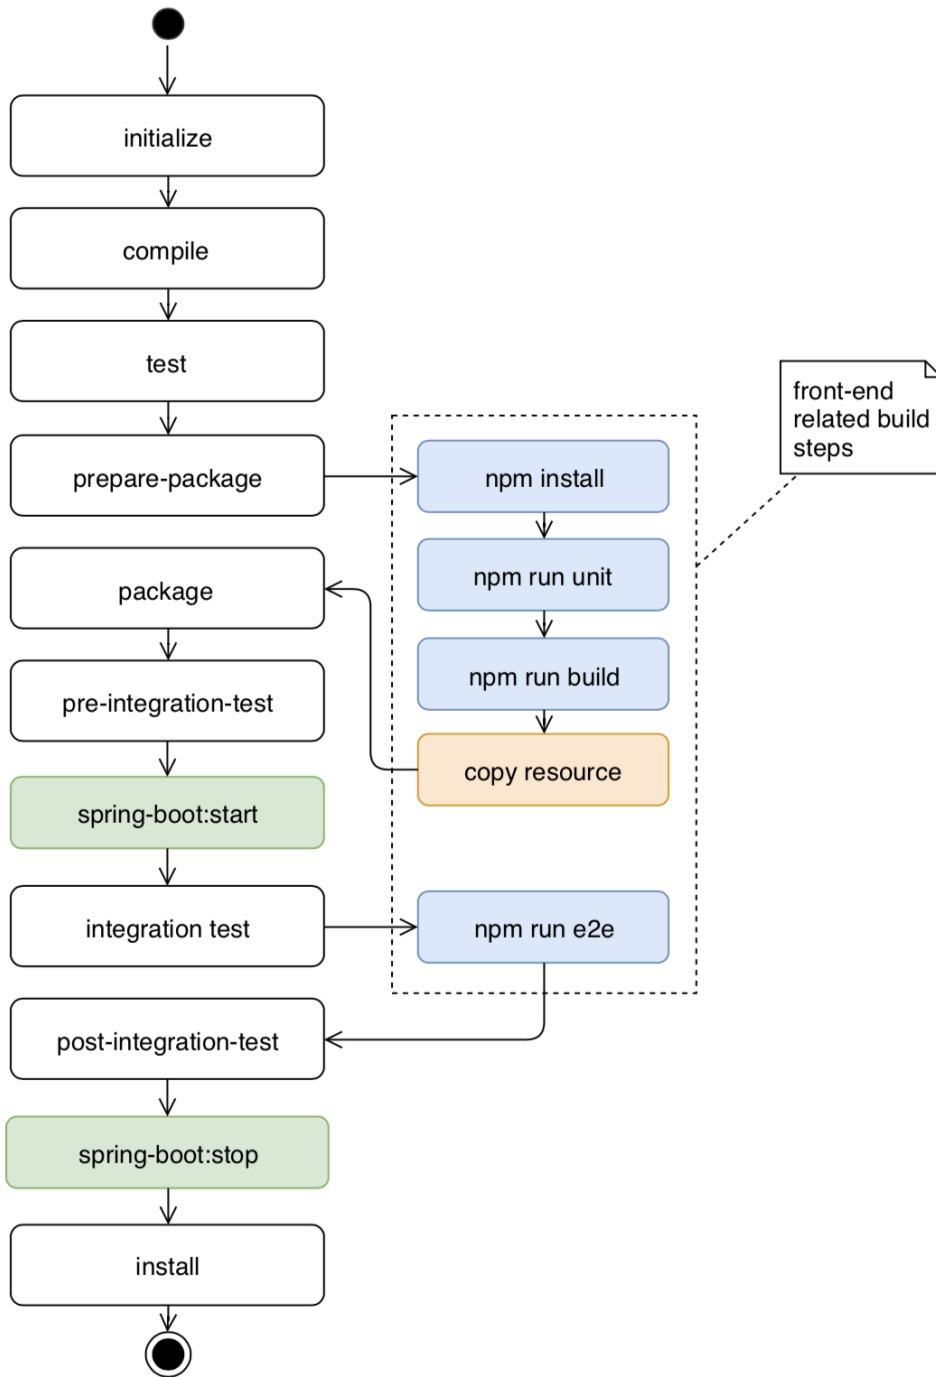 initialize
compile
test
prepare-package
npm install
npm run unit
npm run build
copy resource
package
pre-integration-test
spring-boot:start
integration test
npm run e2e
post-integration-test
spring-boot:stop
install
front-end
related build
steps